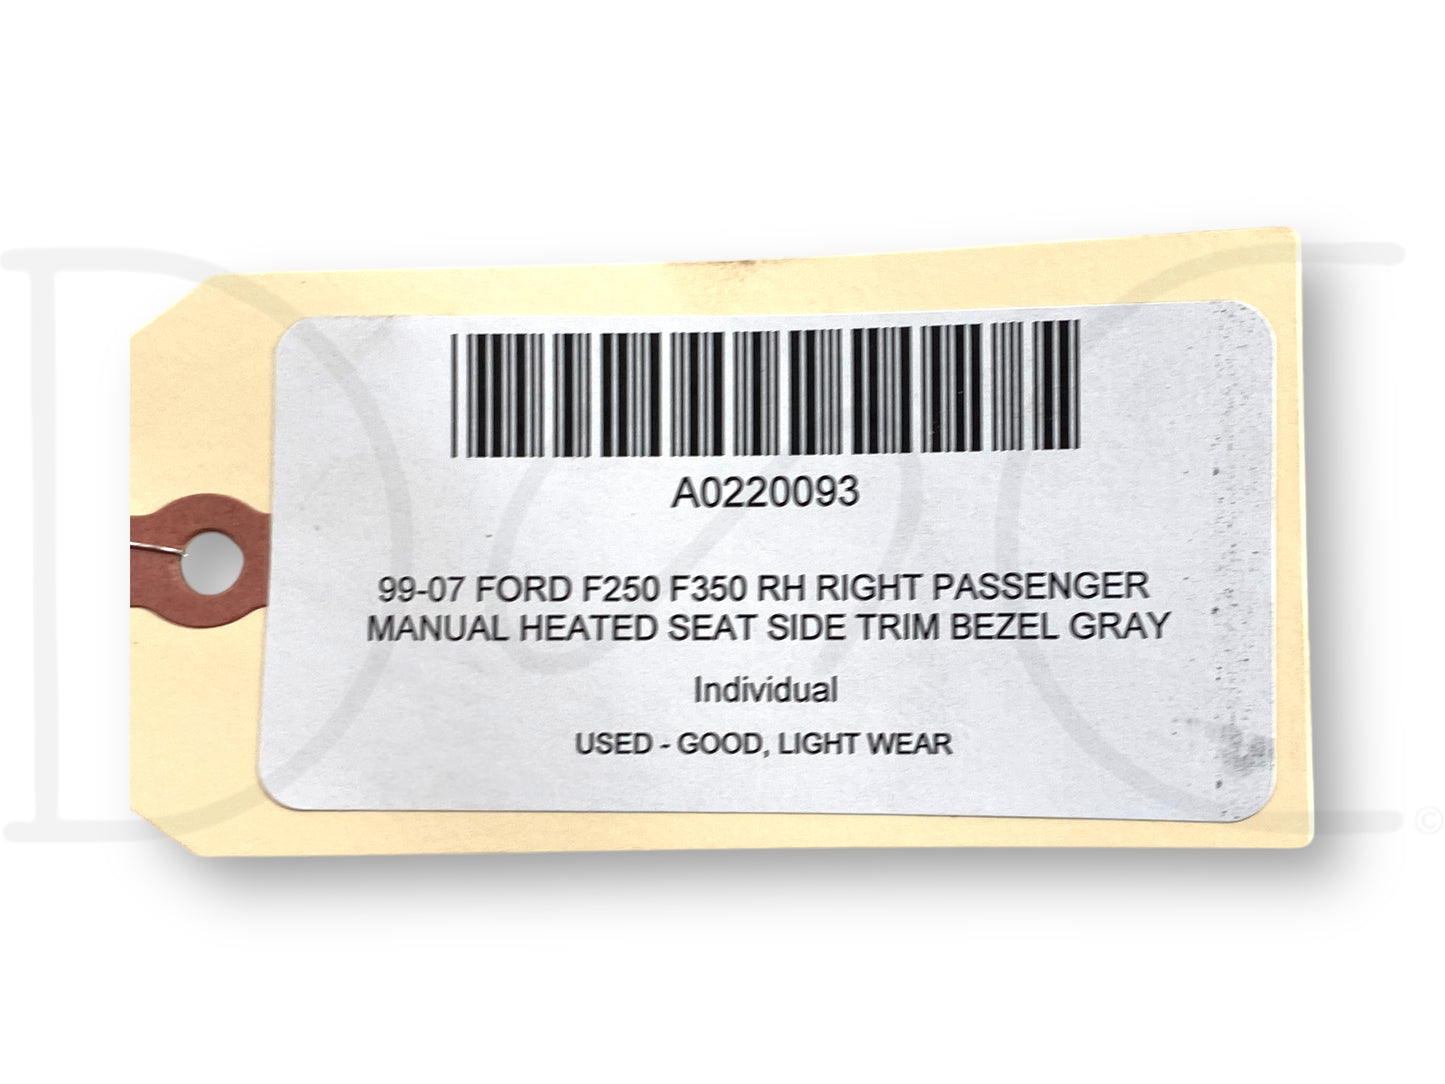 A0220093
99-07 FORD F250 F350 RH RIGHT PASSENGER
MANUAL HEATED SEAT SIDE TRIM BEZEL GRAY
Individual
USED - GOOD, LIGHT WEAR
©